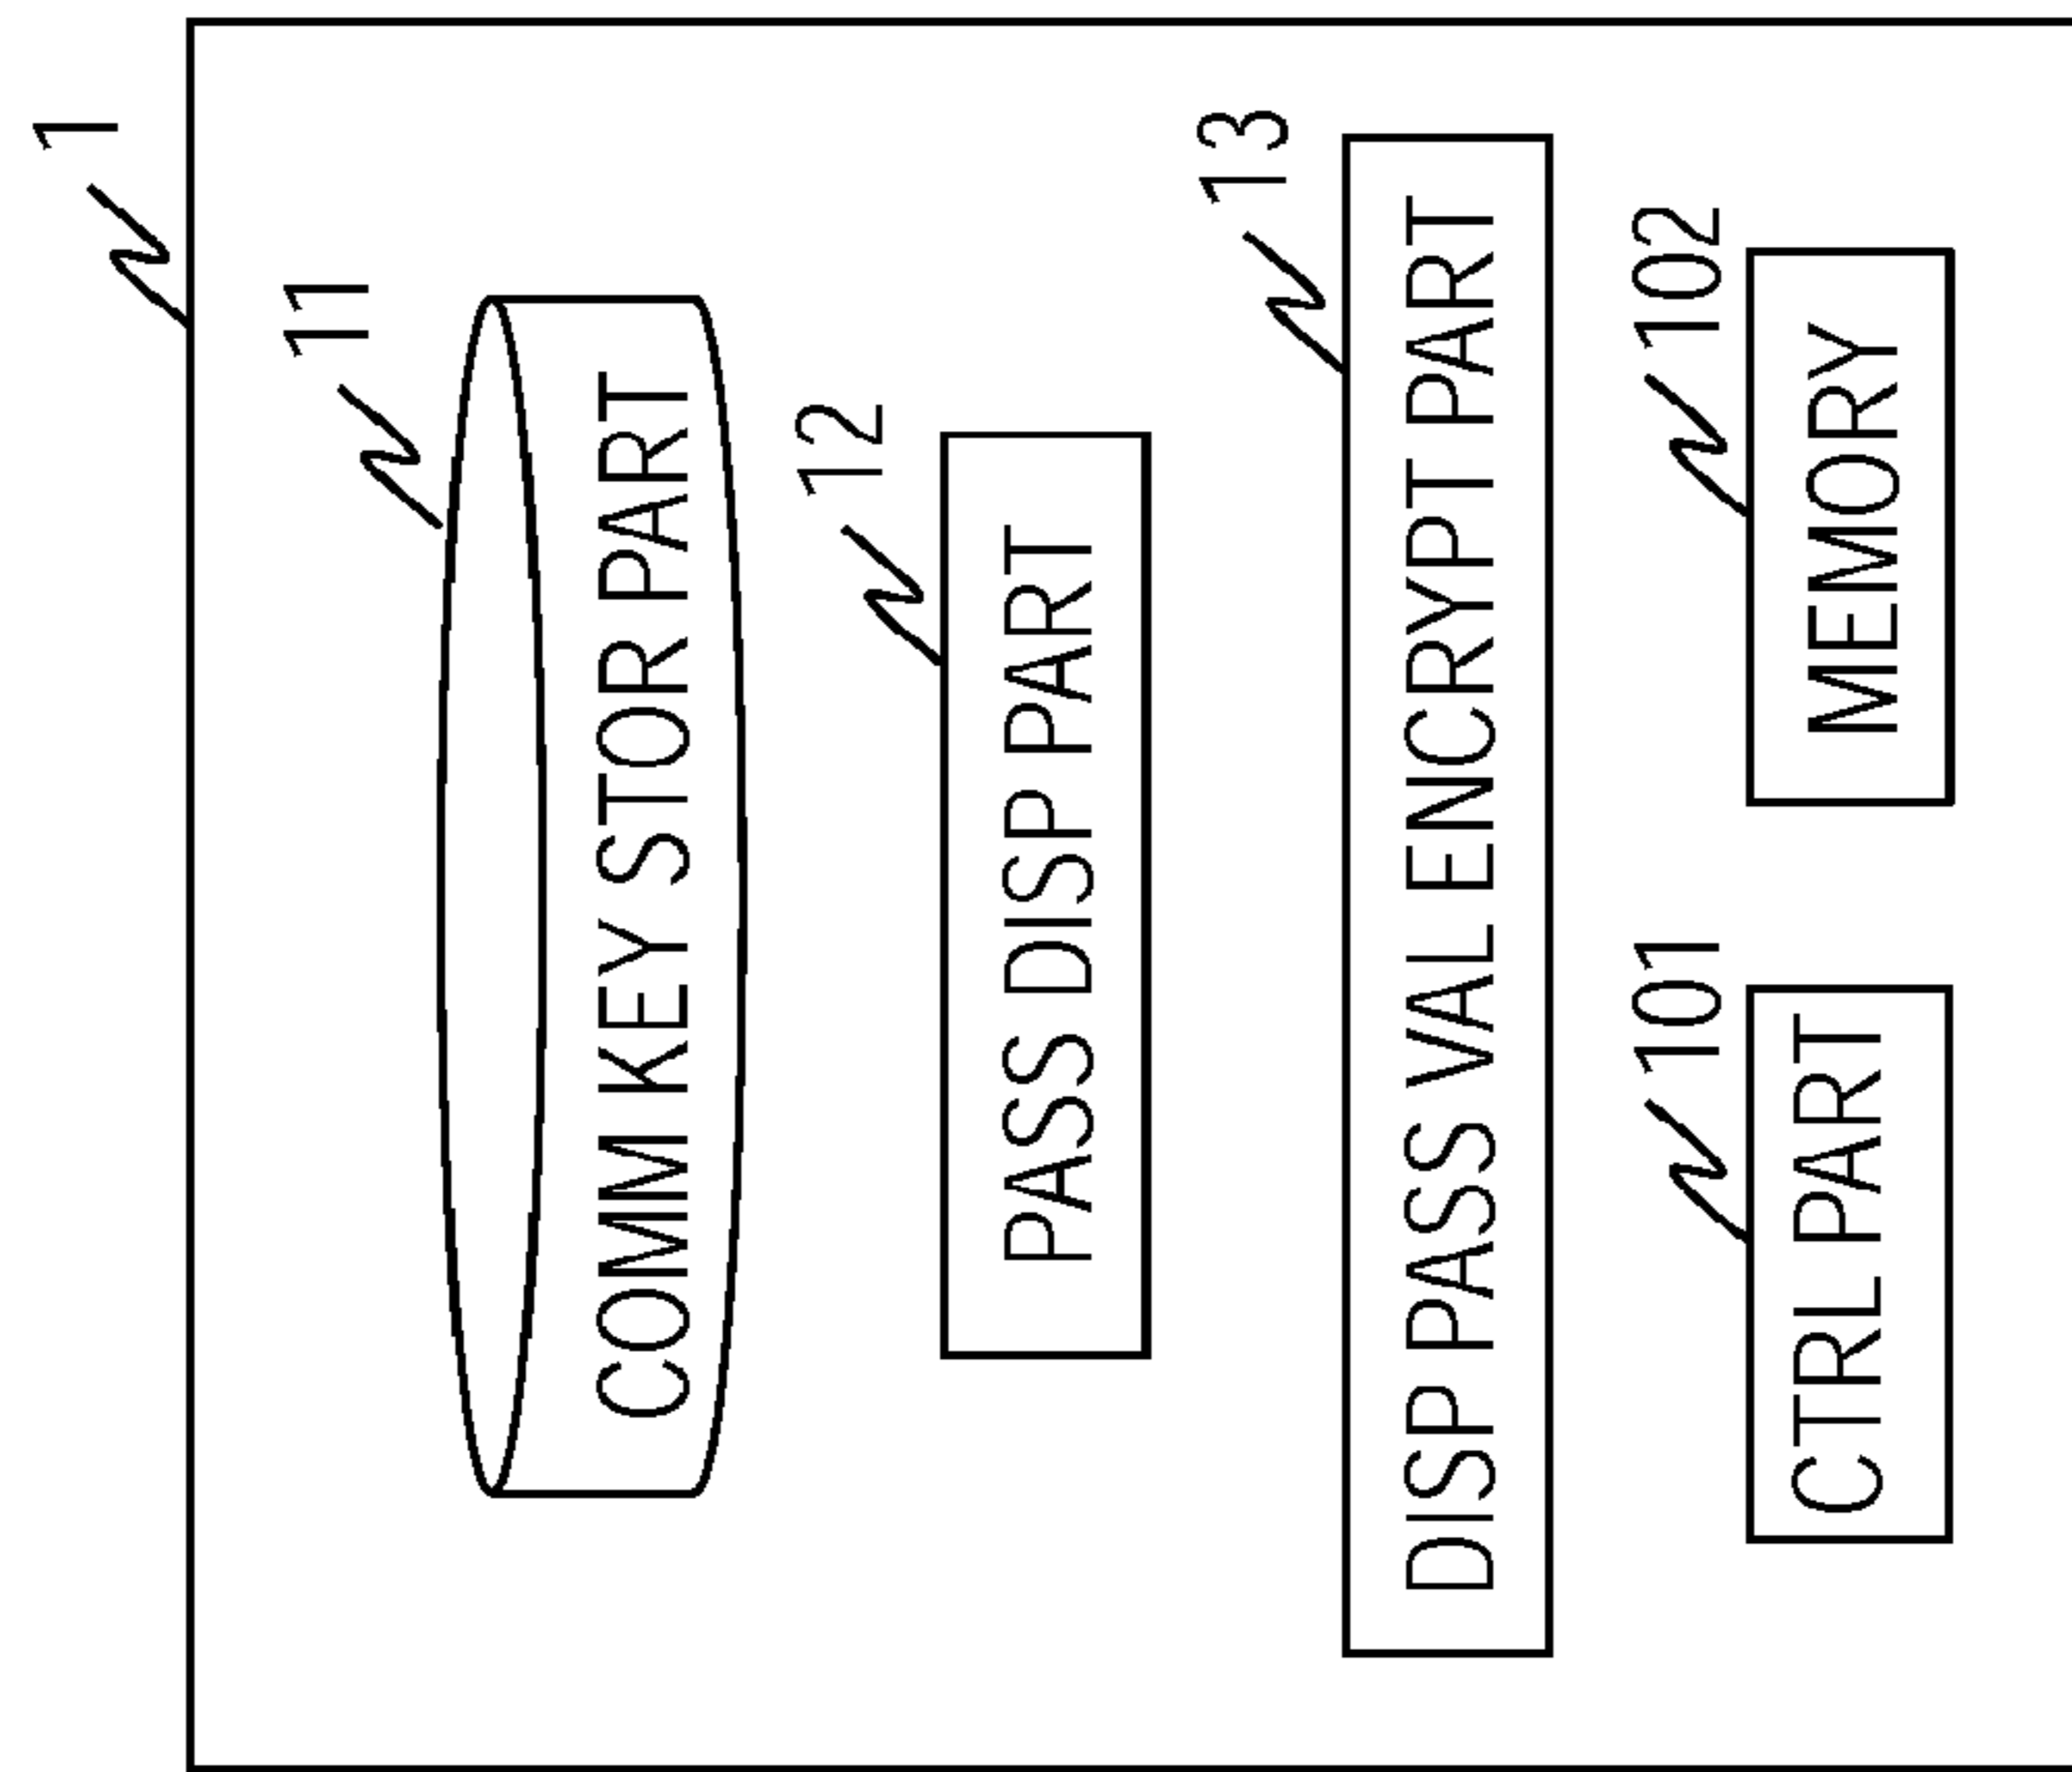 1
11
COMM KEY STOR PART
12
PASS DISP PART
13
DISP PASS VAL ENCRYPT PART
101
CTRL PART
102
MEMORY